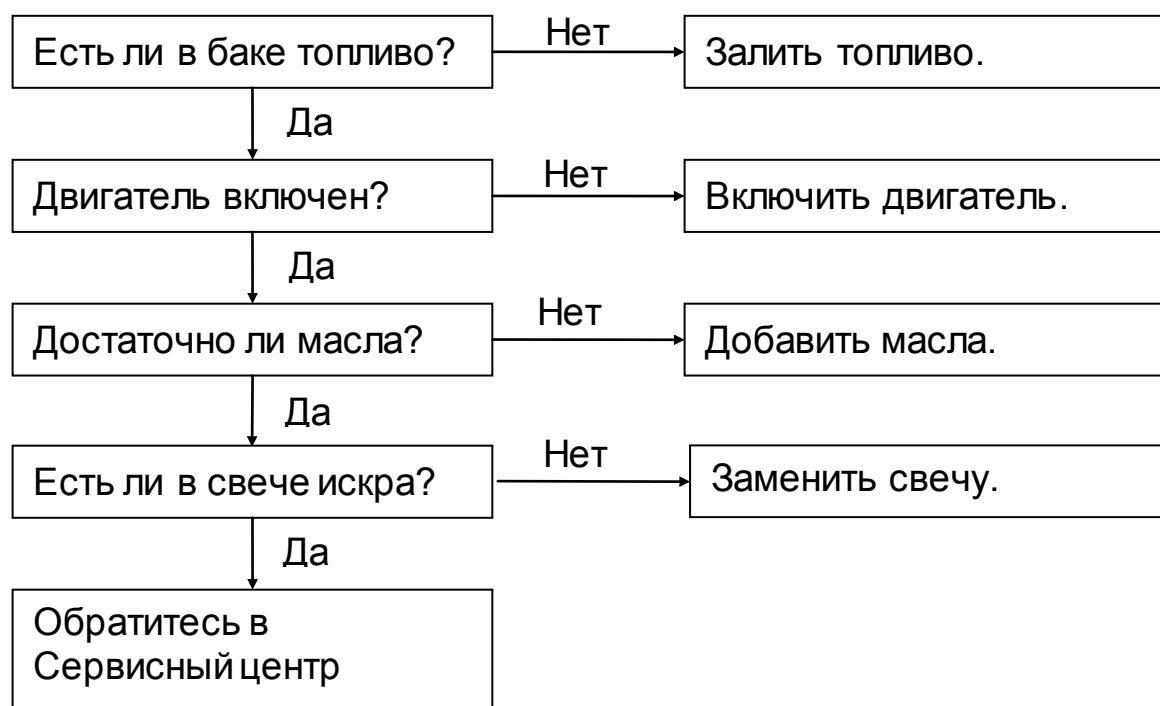 Есть ли в баке топливо?
Нет
Залить топливо.
Да
Двигатель включен?
Нет
Включить двигатель.
Да
Достаточно ли масла?
Нет
Добавить масла.
Да
Есть ли в свече искра?
Нет
Заменить свечу.
Да
Обратитесь в
Сервисный центр